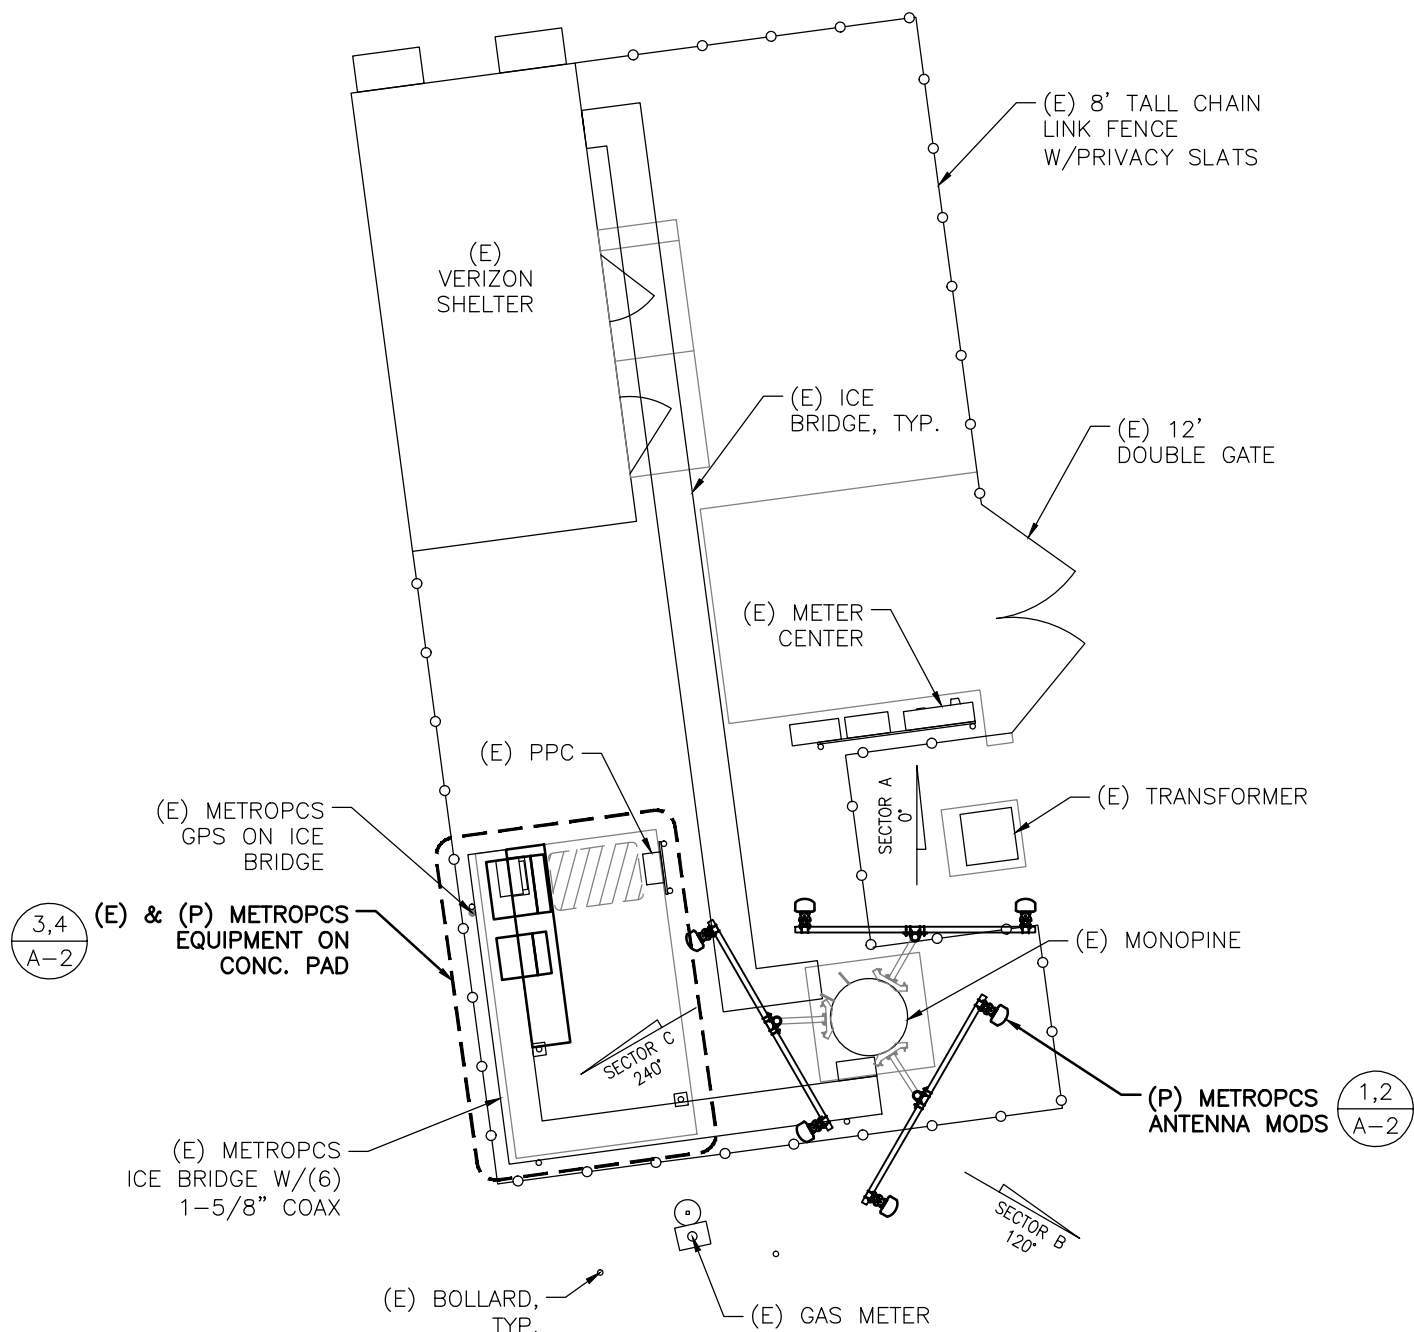 (E) 8’ TALL CHAIN
LINK FENCE
W/PRIVACY SLATS
(E)
VERIZON
SHELTER
(E) ICE
BRIDGE, TYP.
(E) 12’
DOUBLE GATE
(E) METER
CENTER
(E) PPC
(E) METROPCS
GPS ON ICE
BRIDGE
SECTOR A
0°
(E) TRANSFORMER
3,4
A-2
(E) & (P) METROPCS
EQUIPMENT ON
CONC. PAD
(E) MONOPINE
SECTOR C
240°
(P) METROPCS
ANTENNA MODS
1,2
A-2
(E) METROPCS
ICE BRIDGE W/(6)
1-5/8” COAX
SECTOR B
120°
(E) BOLLARD,
TYP.
(E) GAS METER